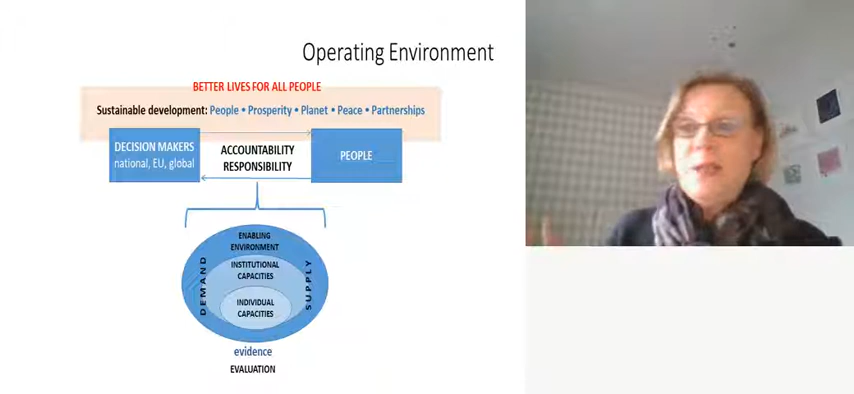 Operating Environment
BETTER LIVES FOR ALL PEOPLE
Sustainable development: People • Prosperity • Planet • Peace • Partnerships
DECISION MAKERS
national, EU, global
ACCOUNTABILITY
RESPONSIBILITY
PEOPLE
ENABLING
ENVIRONMENT
DEMAND
INSTITUTIONAL
CAPACITIES
SUPPLY
INDIVIDUAL
CAPACITIES
evidence
EVALUATION